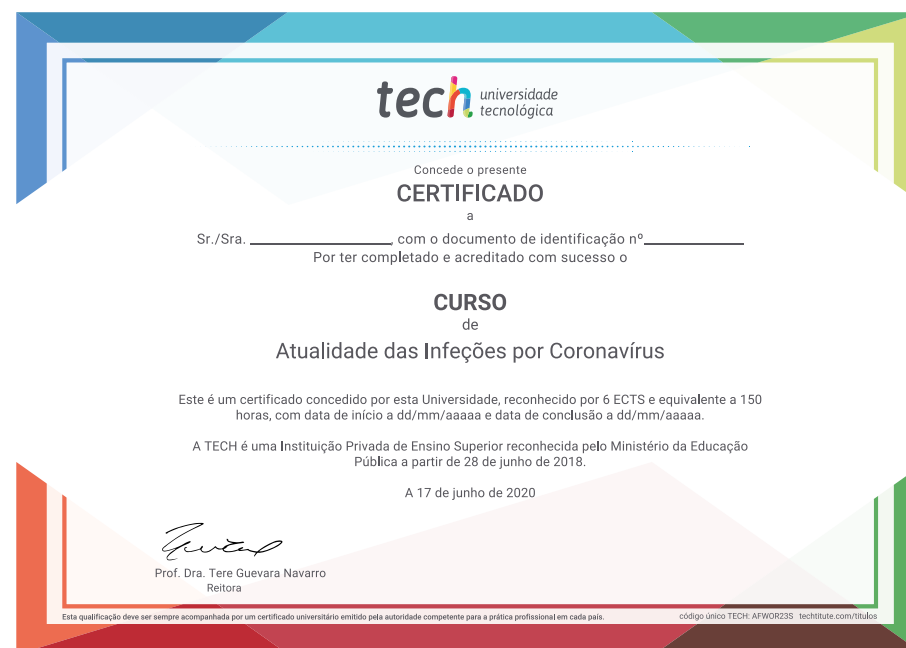 tech universidade
tecnológica
Concede o presente
CERTIFICADO
a
Sr./Sra. , com o documento de identificação nº
Por ter completado e acreditado com sucesso o
CURSO
de
Atualidade das Infeções por Coronavírus
Este é um certificado concedido por esta Universidade, reconhecido por 6 ECTS e equivalente a 150
horas, com data de início a dd/mm/aaaaa e data de conclusão a dd/mm/aaaaa.
A TECH é uma Instituição Privada de Ensino Superior reconhecida pelo Ministério da Educação
Pública a partir de 28 de junho de 2018.
A 17 de junho de 2020
Prof. Dra. Tere Guevara Navarro
Reitora
Esta qualificação deve ser sempre acompanhada por um certificado universitário emitido pela autoridade competente para a prática profissional em cada país. código único TECH: AFWOR23S techtitute.com/titulos